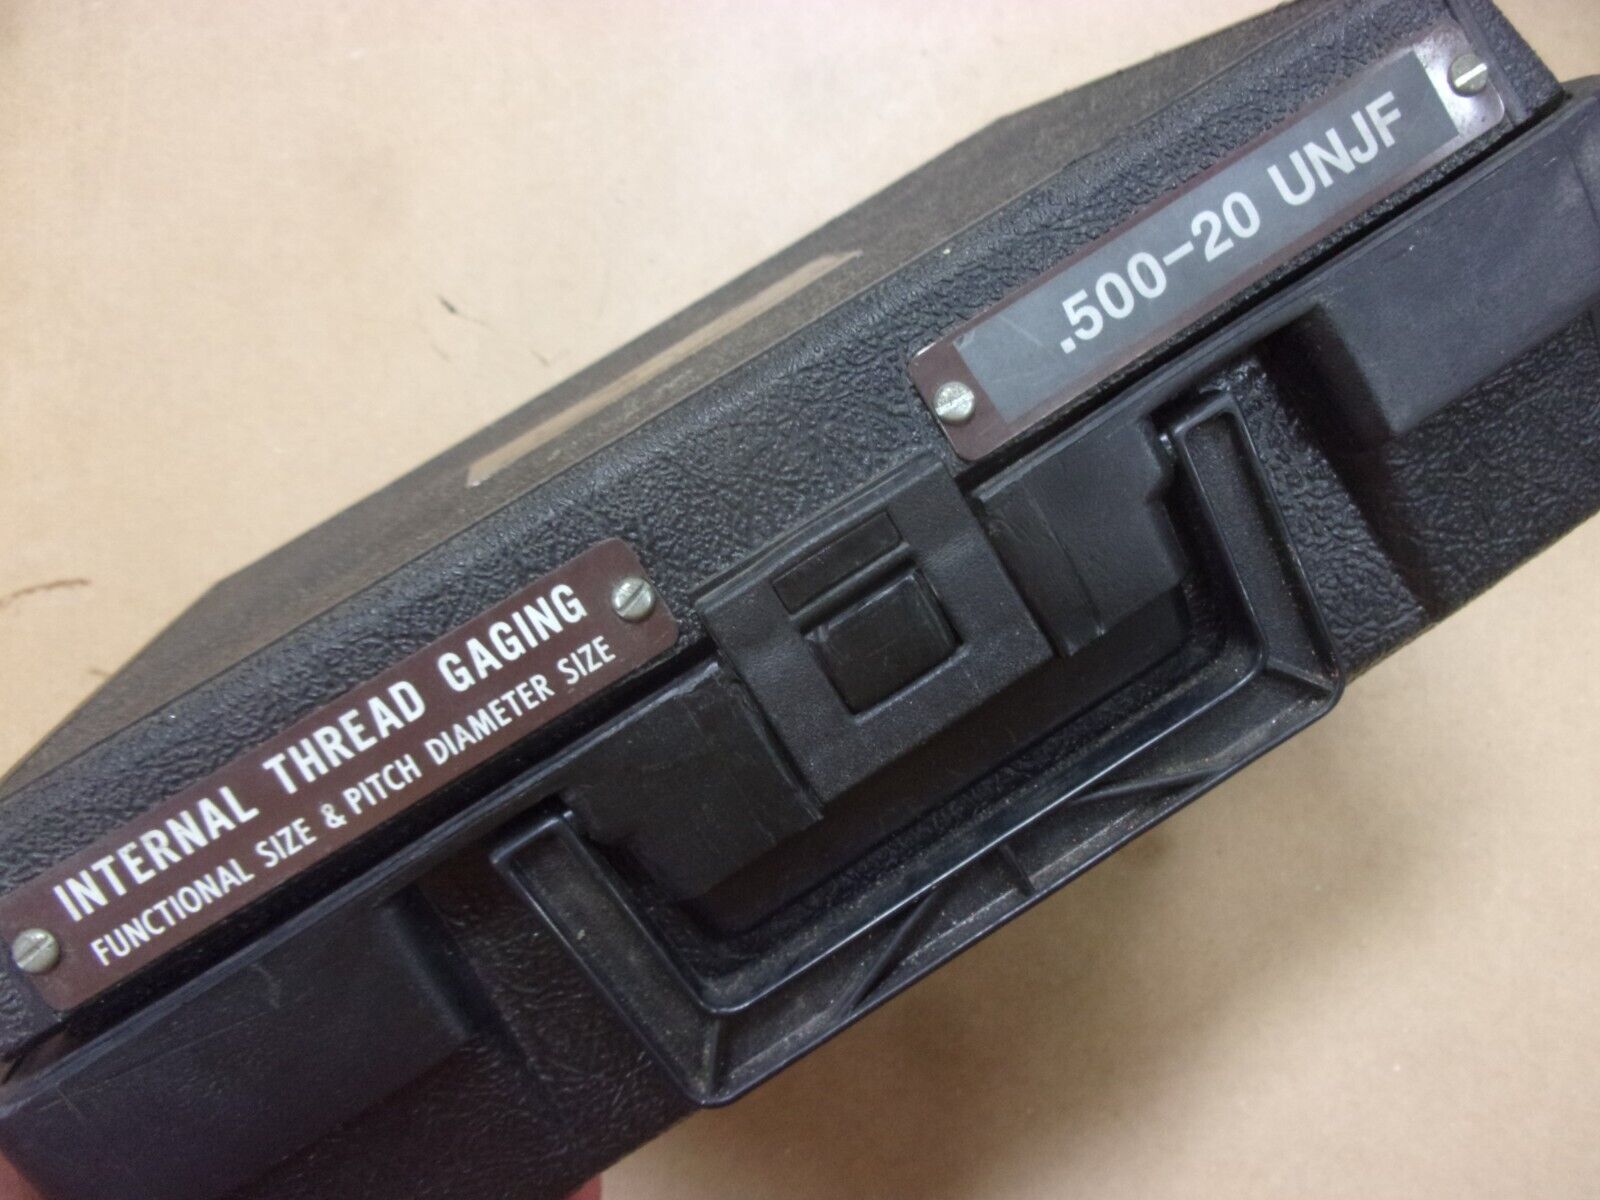 INTERNAL THREAD GAGING
FUNCTIONAL SIZE & PITCH DIAMETER SIZE
.500-20 UNJF